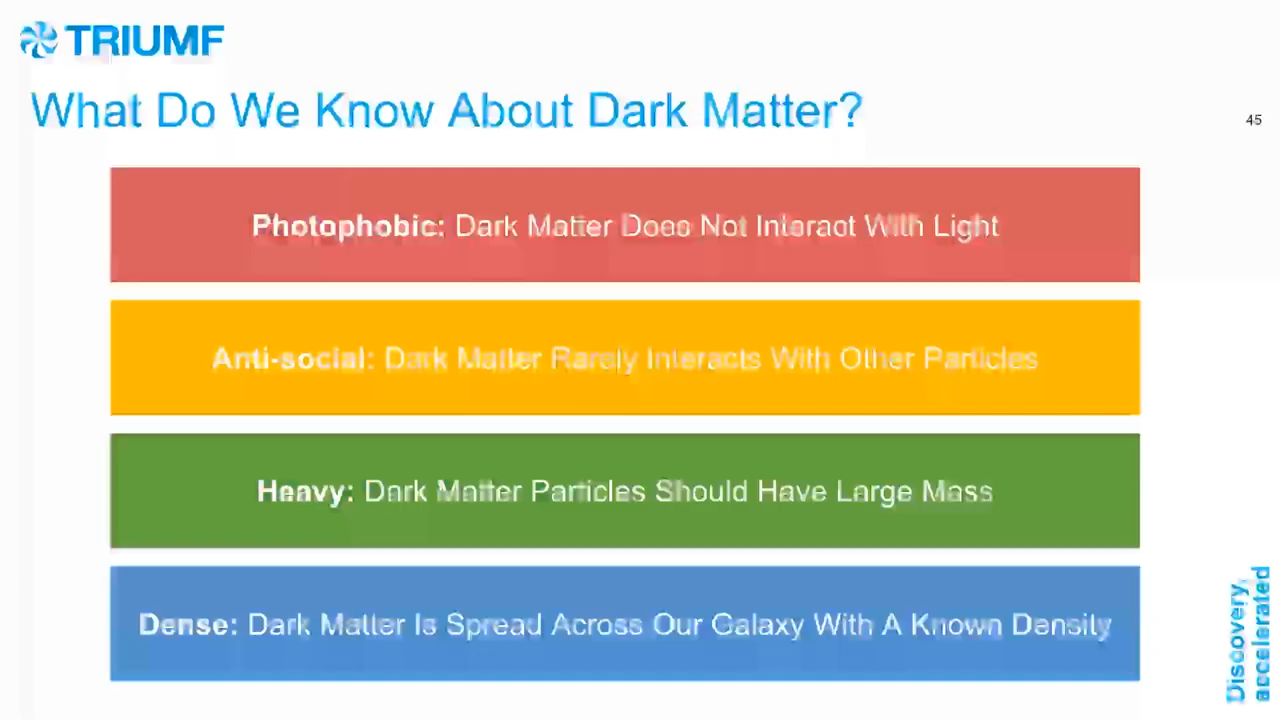 TRIUMF
What Do We Know About Dark Matter?
45
Photophobic: Dark Matter Does Not Interact With Light
Anti-social: Dark Matter Rarely Interacts With Other Particles
Heavy: Dark Matter Particles Should Have Large Mass
Dense: Dark Matter Is Spread Across Our Galaxy With A Known Density
Discovery,
accelerated